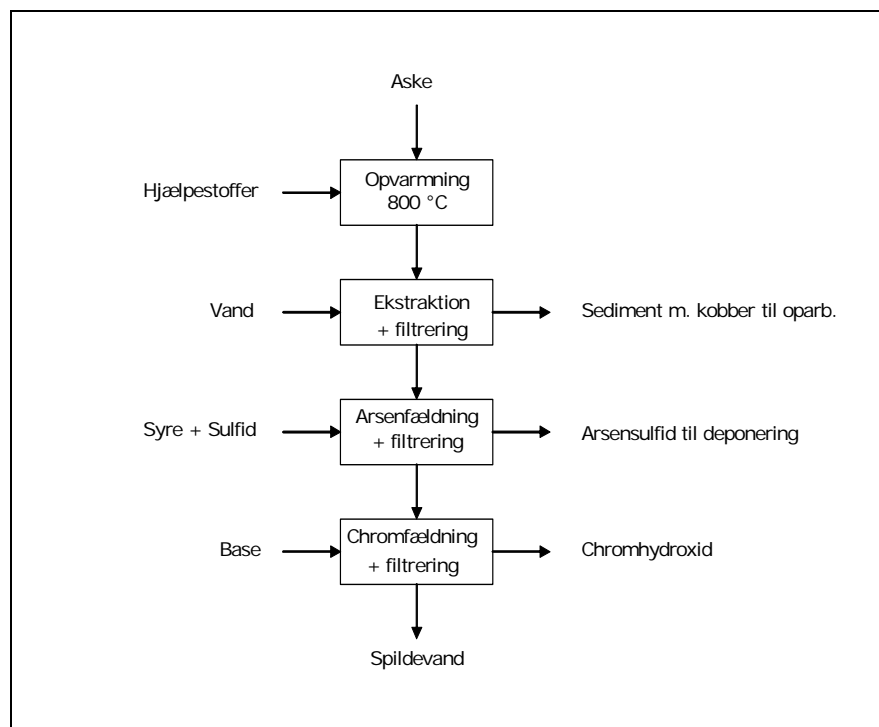 Aske
Hjælpestoffer
Opvarmning
800 °C
Vand
Ekstraktion
+ filtrering
Sediment m. kobber til oparb.
Syre + Sulfid
Arsenfældning
+ filtrering
Arsensulfid til deponering
Base
Chromfældning
+ filtrering
Chromhydroxid
Spildevand